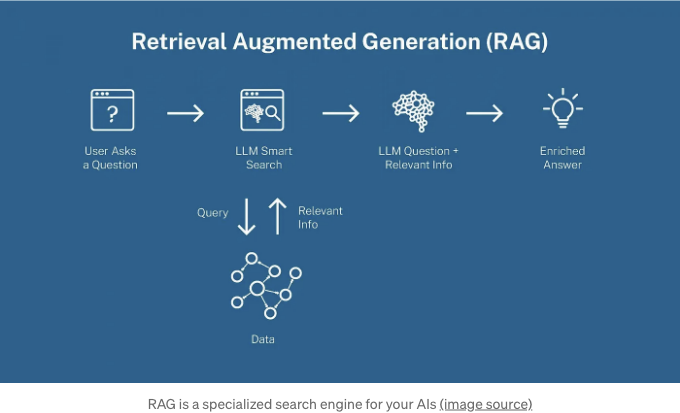 Retrieval Augmented Generation (RAG)
?
User Asks
a Question
LLM Smart
Search
LLM Question +
Relevant Info
Enriched
Answer
Query
Relevant
Info
Data
RAG is a specialized search engine for your AIs (image source)